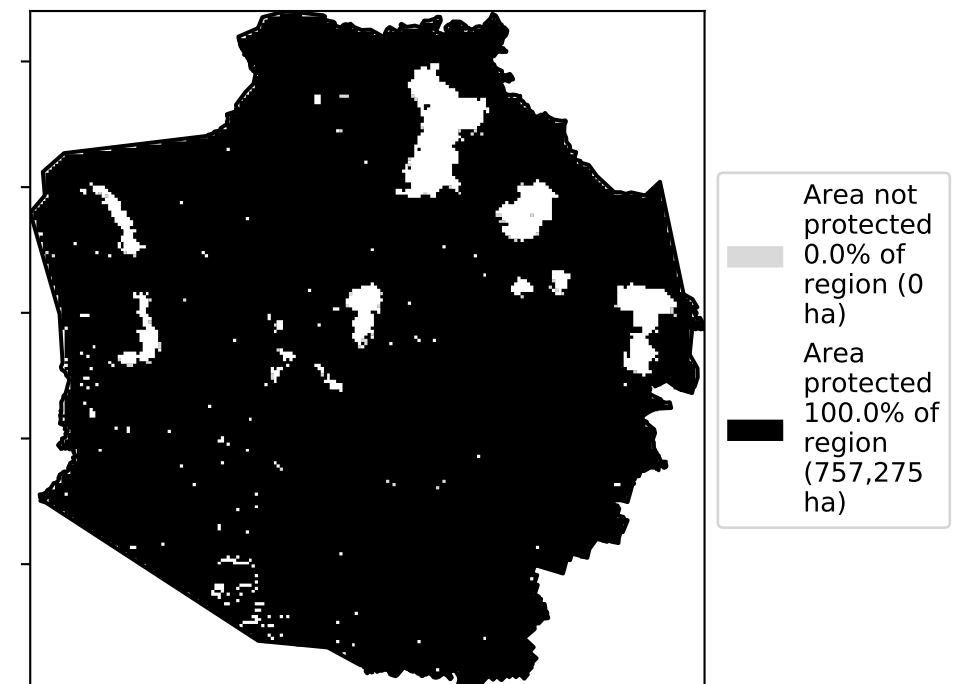 Area not
protected
0.0% of
region (0
ha)
Area
protected
100.0% of
region
(757,275
ha)